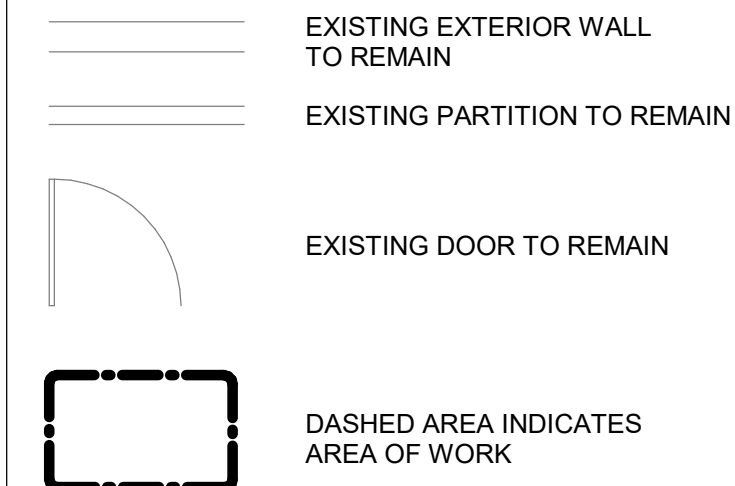 EXISTING EXTERIOR WALL
TO REMAIN
EXISTING PARTITION TO REMAIN
EXISTING DOOR TO REMAIN
DASHED AREA INDICATES
AREA OF WORK